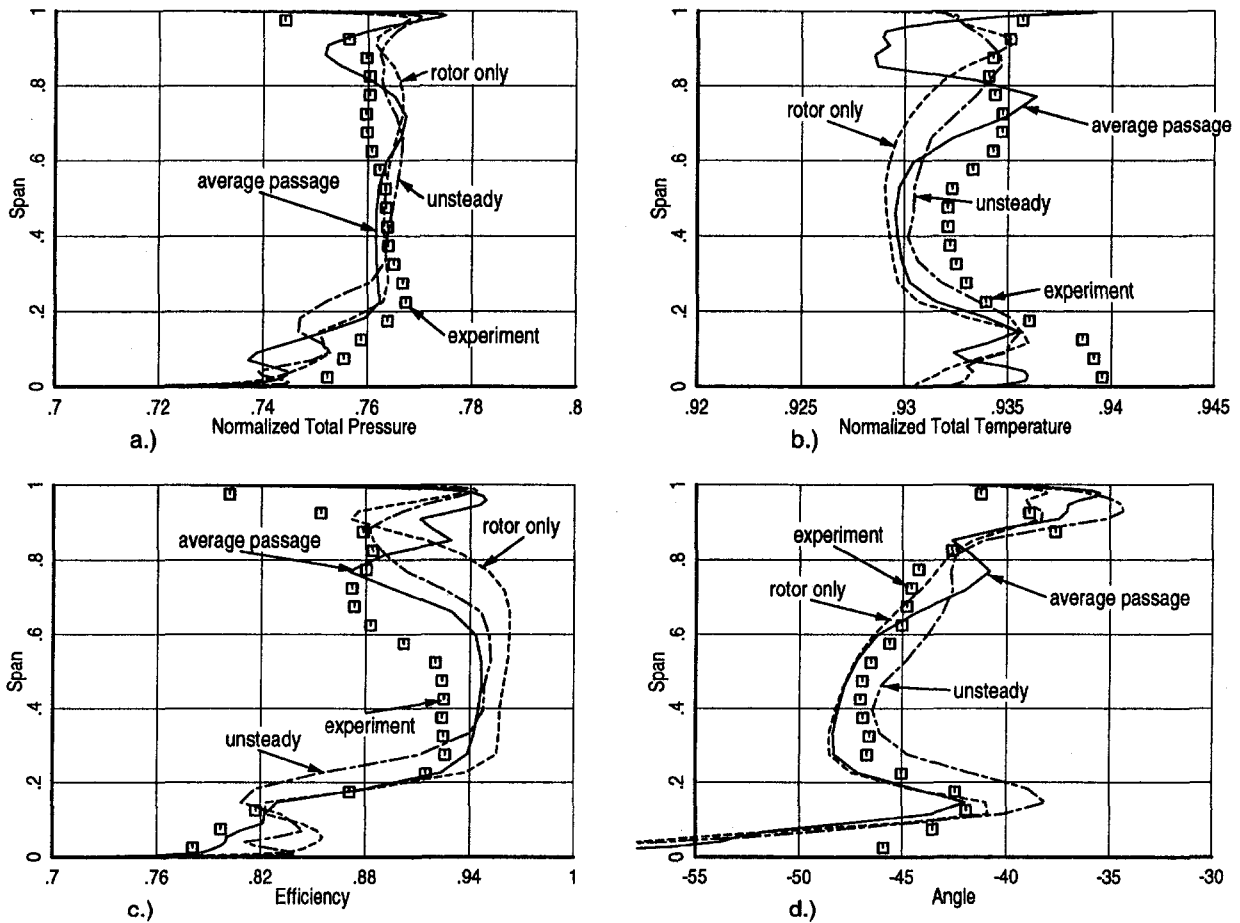 1
.8
.6
.4
.2
0
Span
rotor only
average passage
unsteady
experiment
.7
.72
.74
.76
.78
.8
Normalized Total Pressure
a.)
1
.8
.6
.4
.2
0
Span
rotor only
average passage
unsteady
experiment
.92
.925
.93
.935
.94
.945
Normalized Total Temperature
b.)
1
.8
.6
.4
.2
0
Span
average passage
rotor only
experiment
unsteady
.7
.76
.82
.88
.94
1
Efficiency
c.)
1
.8
.6
.4
.2
0
Span
experiment
rotor only
average passage
unsteady
-55
-50
-45
-40
-35
-30
Angle
d.)